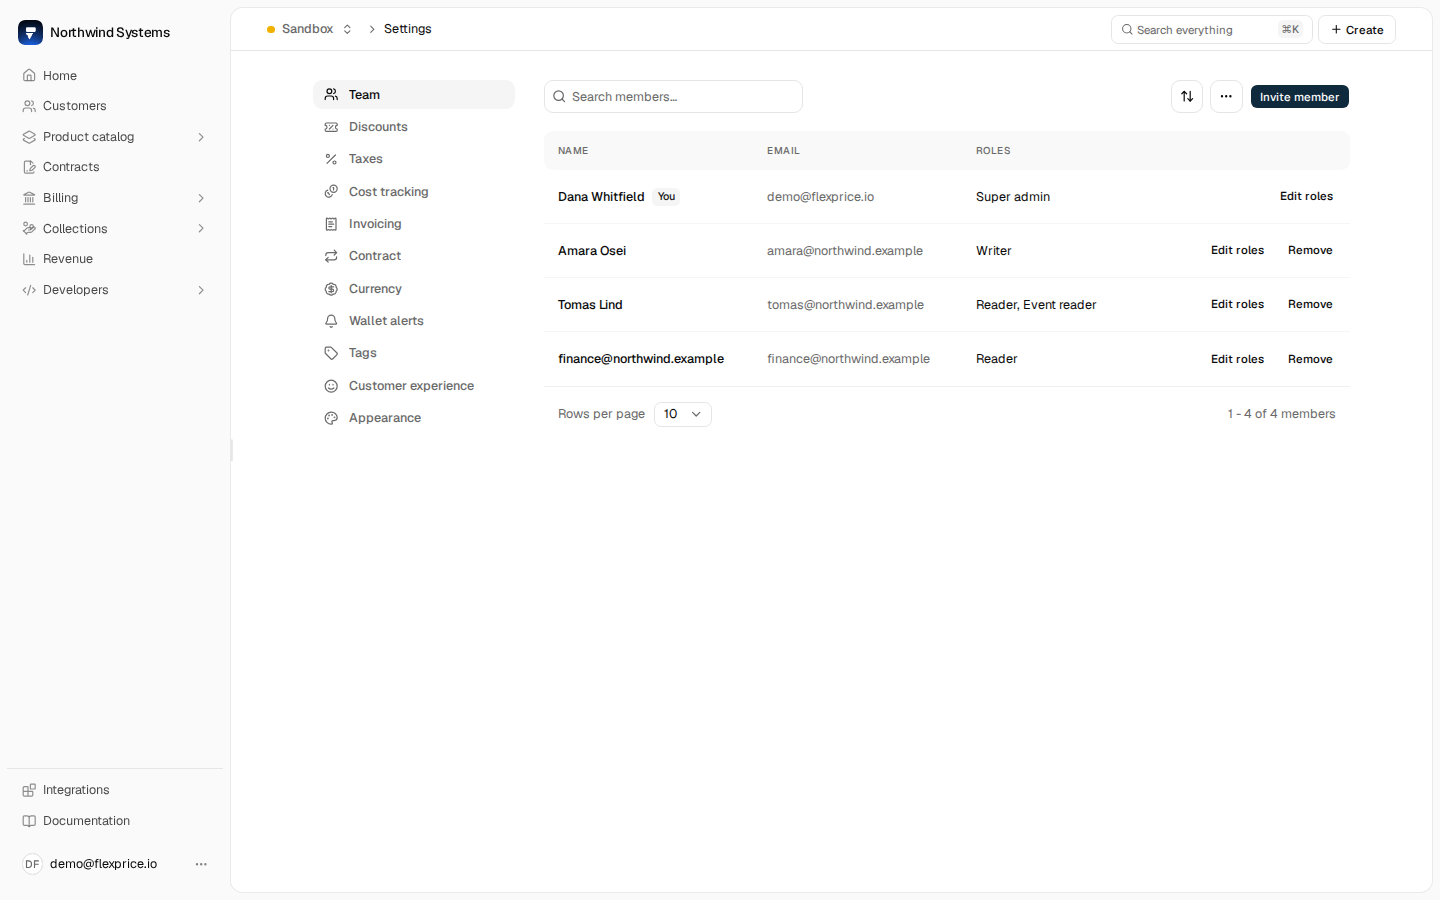 Northwind Systems
Home
Customers
Product catalog
Contracts
Billing
Collections
Revenue
Developers
Integrations
Documentation
DF demo@flexprice.io
Sandbox Settings
Search everything ⌘K
Create
Team
Discounts
Taxes
Cost tracking
Invoicing
Contract
Currency
Wallet alerts
Tags
Customer experience
Appearance
Search members...
Invite member
NAME EMAIL ROLES
Dana Whitfield You demo@flexprice.io Super admin Edit roles
Amara Osei amara@northwind.example Writer Edit roles Remove
Tomas Lind tomas@northwind.example Reader, Event reader Edit roles Remove
finance@northwind.example finance@northwind.example Reader Edit roles Remove
Rows per page 10 1 - 4 of 4 members